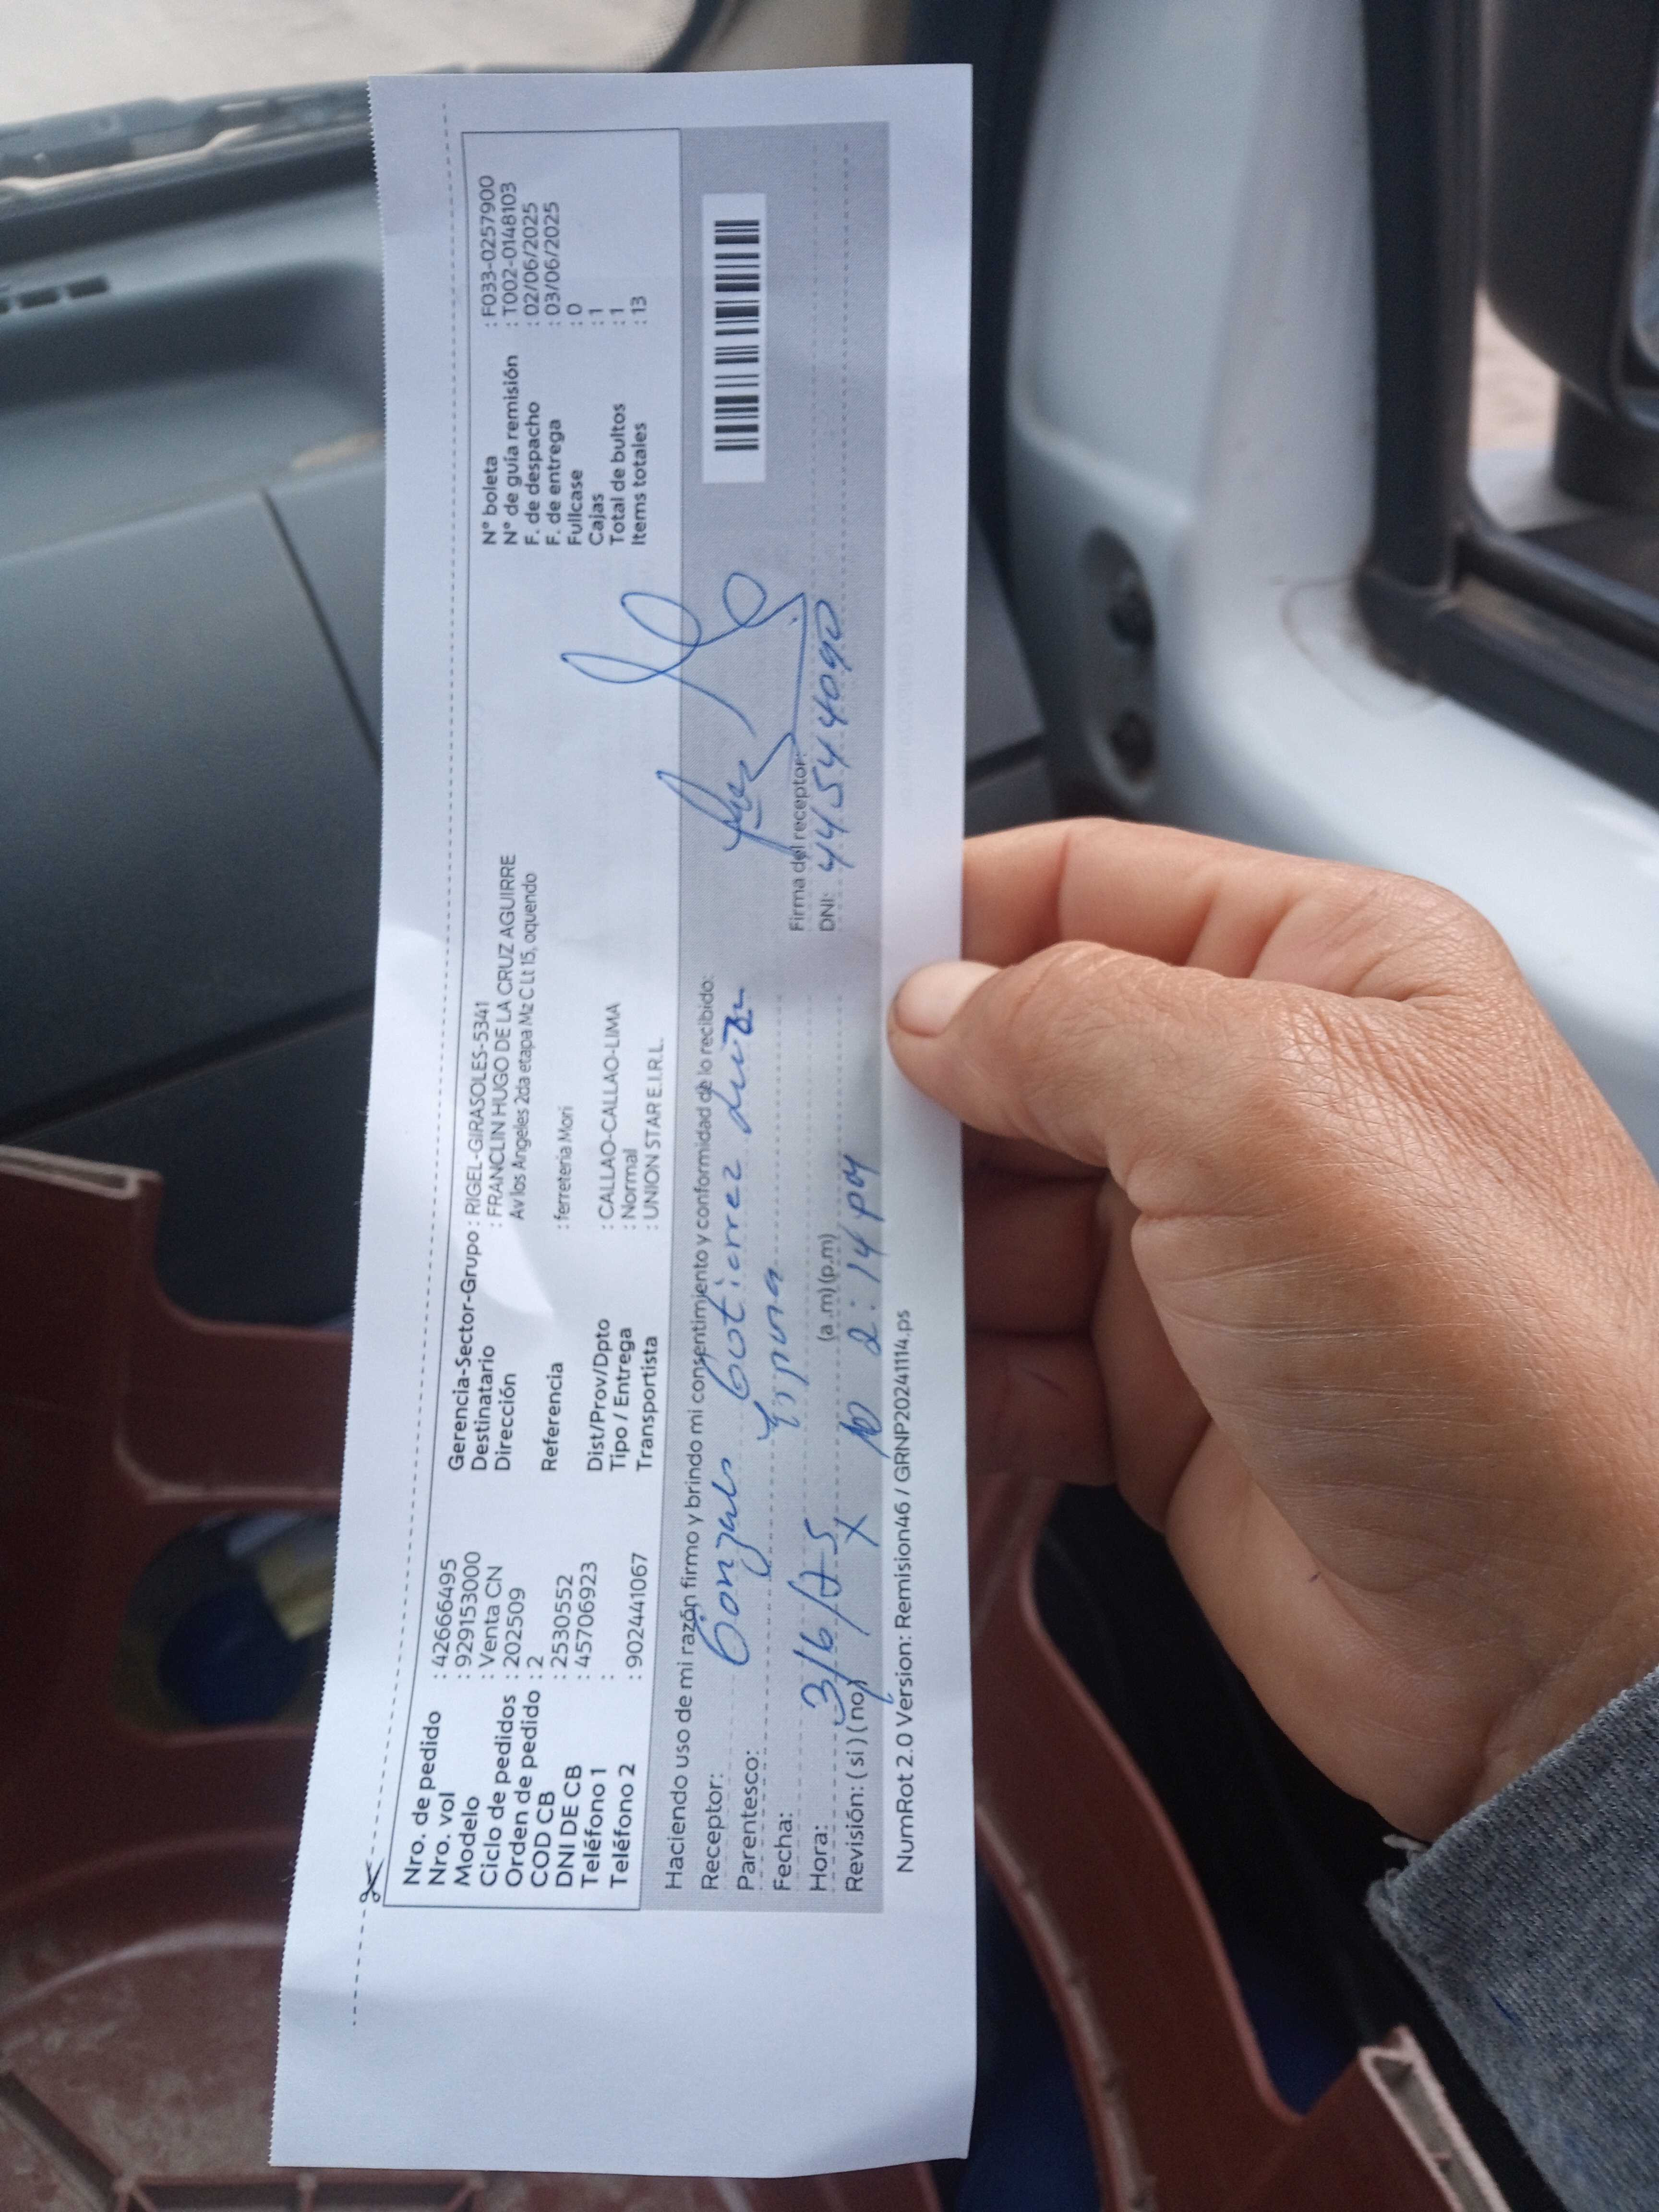 Nro. de pedido : 42666495
Nro. vol : 929153000
Modelo : Venta CN
Ciclo de pedidos : 202509
Orden de pedido : 2
COD CB : 2530552
DNI DE CB : 45706923
Teléfono 1 :
Teléfono 2 : 902441067
Gerencia-Sector-Grupo : RIGEL-GIRASOLES-5341
Destinatario : FRANCLIN HUGO DE LA CRUZ AGUIRRE
Dirección Av los Angeles 2da etapa Mz C Lt 15, oquendo
Referencia : ferreteria Mori
Dist/Prov/Dpto : CALLAO-CALLAO-LIMA
Tipo / Entrega : Normal
Transportista : UNION STAR E.I.R.L.
N° boleta : F033-0257900
N° de guía remisión : T002-0148103
F. de despacho : 02/06/2025
F. de entrega : 03/06/2025
Fullcase : 0
Cajas : 1
Total de bultos : 1
Items totales : 13
Haciendo uso de mi razón firmo y brindo mi consentimiento y conformidad de lo recibido:
Receptor: Gonzalo Gutierrez
Parentesco:
Fecha: 3/6/
Hora: (a .m) (p.m) 2:14 pm
Revisión: ( si ) ( no)
Firma del receptor:
DNI: 44544090
NumRot 2.0 Version: Remision46 / GRNP20241114.ps